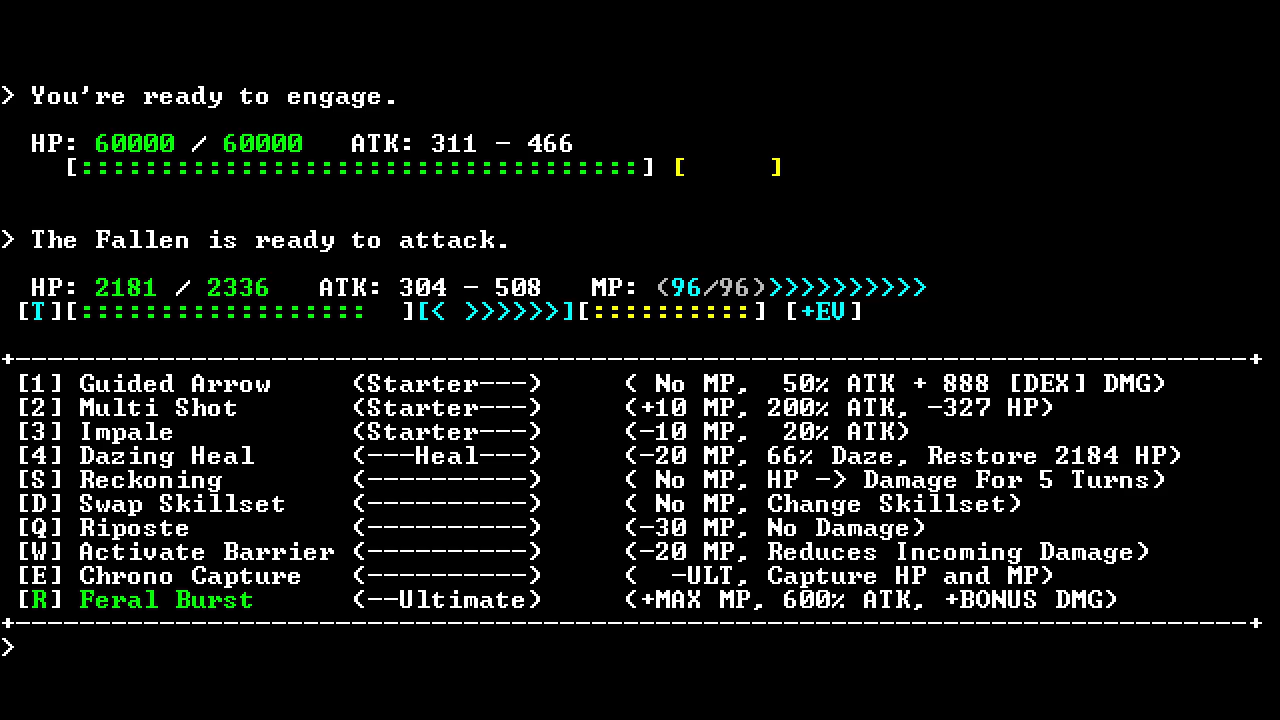 > You're ready to engage.
HP: 60000 / 60000   ATK: 311 - 466
[:::::::::::::::::::::::::::::::::::] [     ]
> The Fallen is ready to attack.
HP: 2181 / 2336   ATK: 304 - 508   MP: (96/96)>>>>>>>>>>
[T][::::::::::::::::::  ][< >>>>>>][::::::::::] [+EV]
+------------------------------------------------------------------------------+
[1] Guided Arrow     (Starter---)     ( No MP,  50% ATK + 888 [DEX] DMG)
[2] Multi Shot       (Starter---)     (+10 MP, 200% ATK, -327 HP)
[3] Impale           (Starter---)     (-10 MP,  20% ATK)
[4] Dazing Heal      (---Heal---)     (-20 MP, 66% Daze, Restore 2184 HP)
[S] Reckoning        (----------)     ( No MP, HP -> Damage For 5 Turns)
[D] Swap Skillset    (----------)     ( No MP, Change Skillset)
[Q] Riposte          (----------)     (-30 MP, No Damage)
[W] Activate Barrier (----------)     (-20 MP, Reduces Incoming Damage)
[E] Chrono Capture   (----------)     (  -ULT, Capture HP and MP)
[R] Feral Burst      (--Ultimate)     (+MAX MP, 600% ATK, +BONUS DMG)
+------------------------------------------------------------------------------+
>